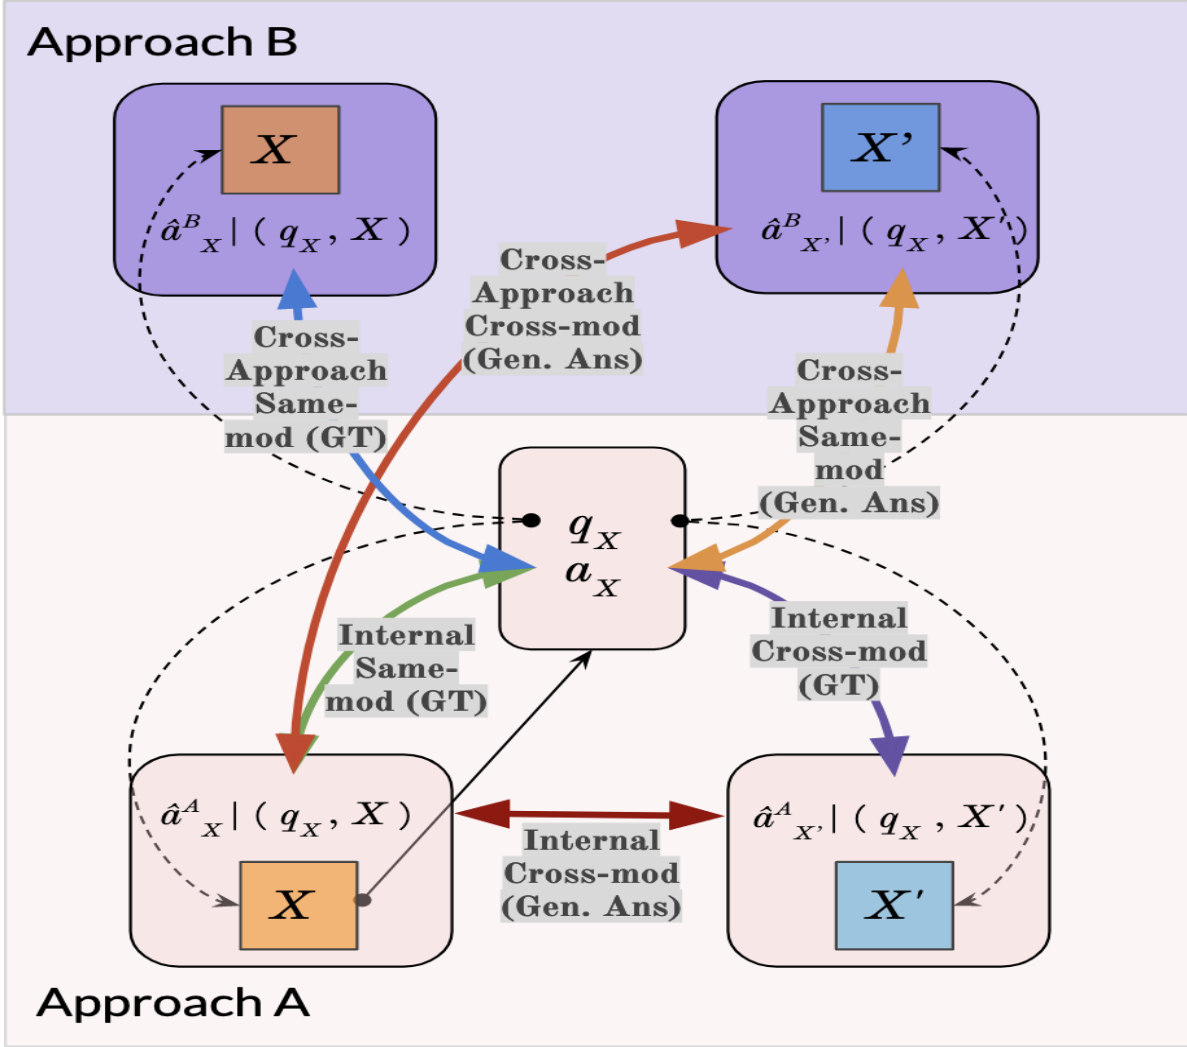 Approach B
X
â^B_X | ( q_X , X )
X’
â^B_X’ | ( q_X , X' )
Cross-
Approach
Cross-mod
(Gen. Ans)
Cross-
Approach
Same-
mod (GT)
Cross-
Approach
Same-
mod
(Gen. Ans)
q_X
a_X
Internal
Same-
mod (GT)
Internal
Cross-mod
(GT)
â^A_X | ( q_X , X )
X
Internal
Cross-mod
(Gen. Ans)
â^A_X’ | ( q_X , X' )
X'
Approach A